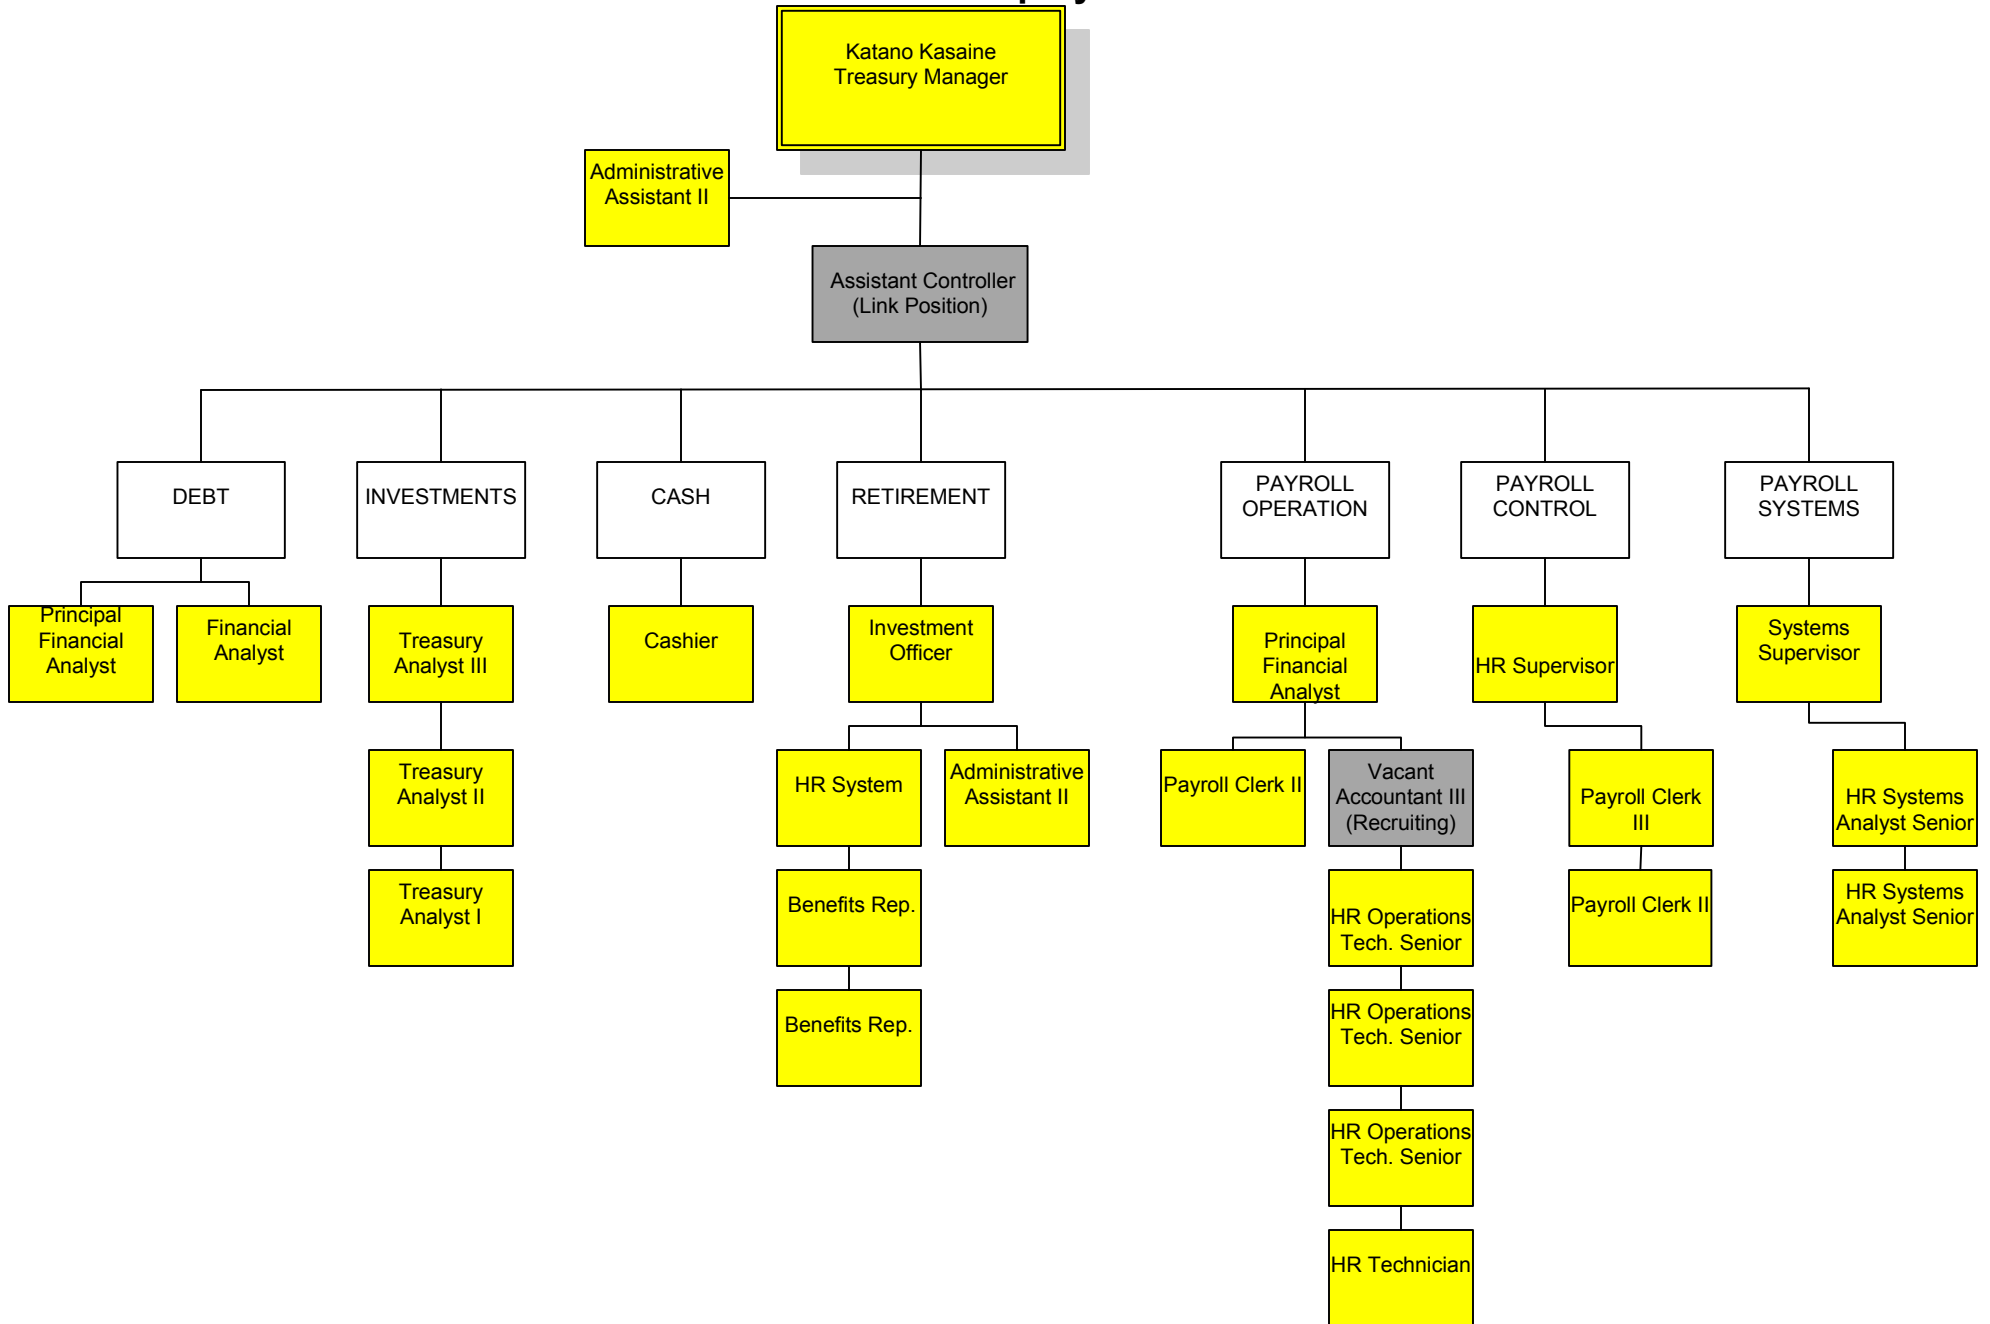 Katano Kasaine
Treasury Manager
Administrative
Assistant II
Assistant Controller
(Link Position)
DEBT
INVESTMENTS
CASH
RETIREMENT
PAYROLL
OPERATION
PAYROLL
CONTROL
PAYROLL
SYSTEMS
Principal
Financial
Analyst
Financial
Analyst
Treasury
Analyst III
Cashier
Investment
Officer
Principal
Financial
Analyst
HR Supervisor
Systems
Supervisor
Treasury
Analyst II
HR System
Administrative
Assistant II
Payroll Clerk II
Vacant
Accountant III
(Recruiting)
Payroll Clerk
III
HR Systems
Analyst Senior
Treasury
Analyst I
Benefits Rep.
HR Operations
Tech. Senior
Payroll Clerk II
HR Systems
Analyst Senior
Benefits Rep.
HR Operations
Tech. Senior
HR Operations
Tech. Senior
HR Technician